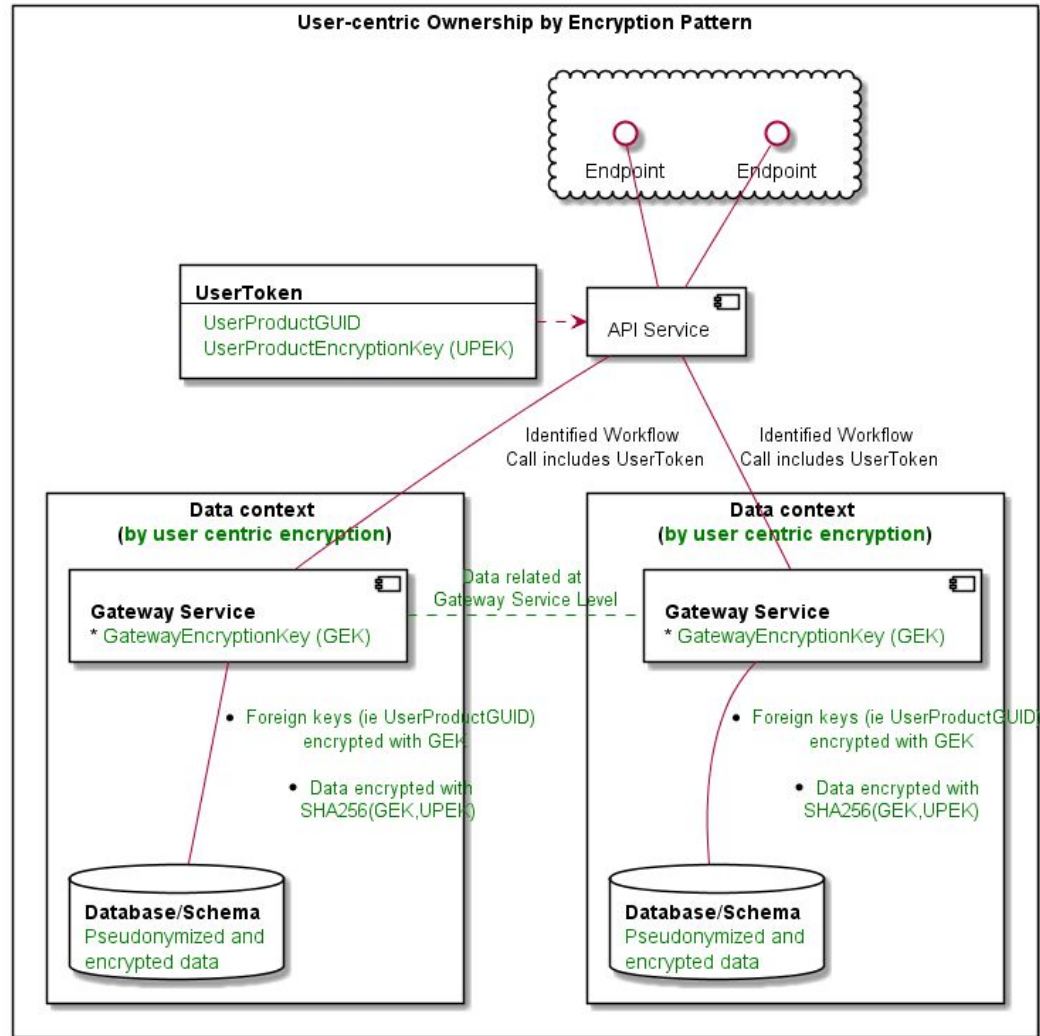 User-centric Ownership by Encryption Pattern
Endpoint
Endpoint
UserToken
UserProductGUID
UserProductEncryptionKey (UPEK)
API Service
Identified Workflow
Call includes UserToken
Identified Workflow
Call includes UserToken
Data context
(by user centric encryption)
Data context
(by user centric encryption)
Data related at
Gateway Service Level
Gateway Service
* GatewayEncryptionKey (GEK)
Gateway Service
* GatewayEncryptionKey (GEK)
• Foreign keys (ie UserProductGUID)
encrypted with GEK
• Data encrypted with
SHA256(GEK,UPEK)
• Foreign keys (ie UserProductGUID)
encrypted with GEK
• Data encrypted with
SHA256(GEK,UPEK)
Database/Schema
Pseudonymized and
encrypted data
Database/Schema
Pseudonymized and
encrypted data